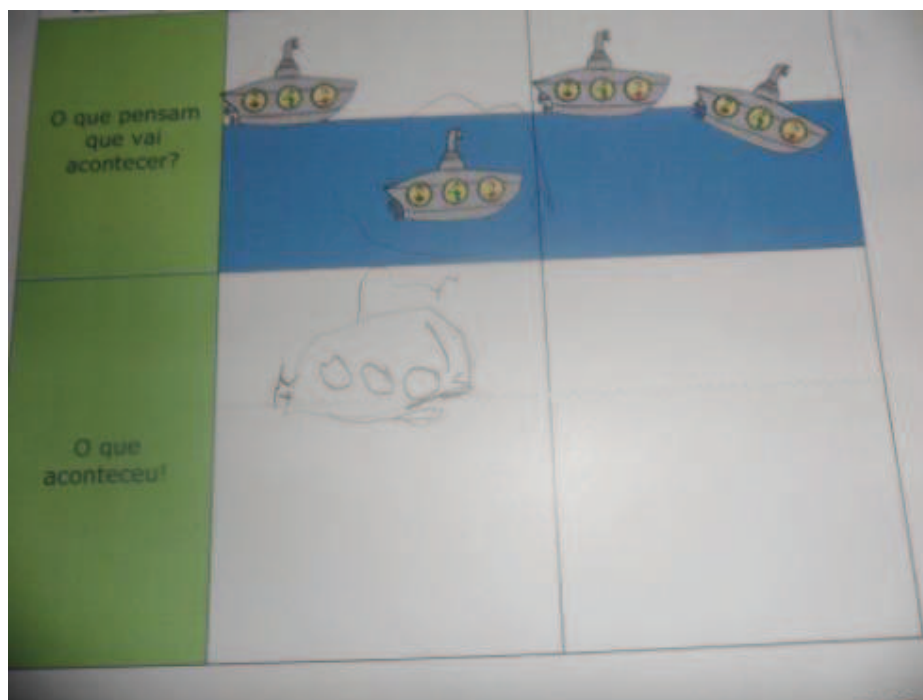 O que pensam
que vai
acontecer?
O que
aconteceu!